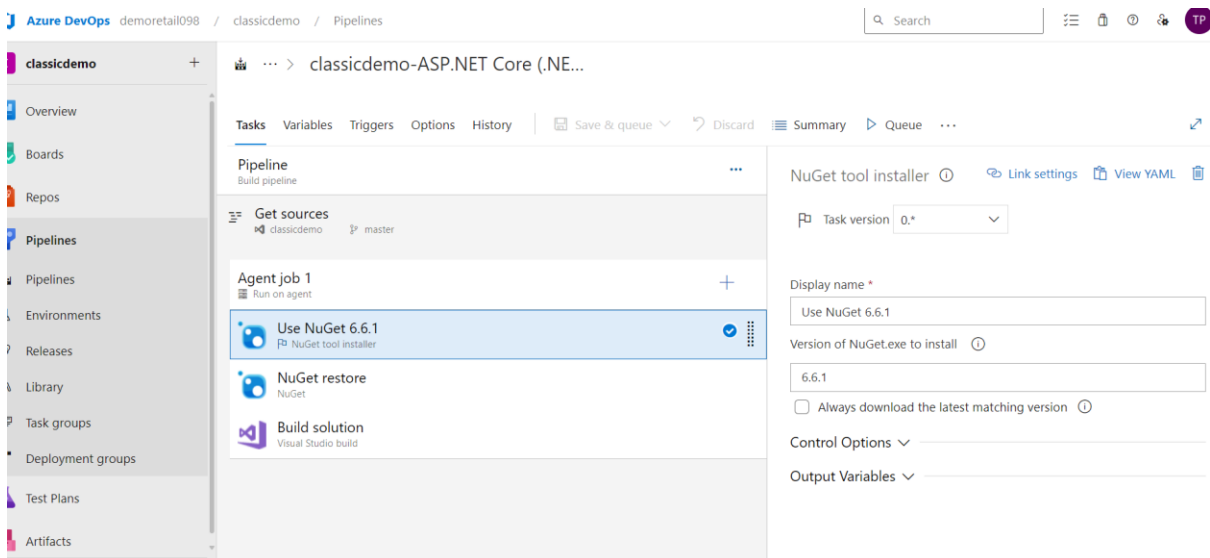 Azure DevOps demoretail098 / classicdemo / Pipelines
Search
TP
classicdemo
Overview
Boards
Repos
Pipelines
Pipelines
Environments
Releases
Library
Task groups
Deployment groups
Test Plans
Artifacts
... > classicdemo-ASP.NET Core (.NE...
Tasks Variables Triggers Options History Save & queue Discard Summary Queue ...
Pipeline
Build pipeline
Get sources
classicdemo master
Agent job 1
Run on agent
Use NuGet 6.6.1
NuGet tool installer
NuGet restore
NuGet
Build solution
Visual Studio build
NuGet tool installer Link settings View YAML
Task version 0.*
Display name *
Use NuGet 6.6.1
Version of NuGet.exe to install
6.6.1
Always download the latest matching version
Control Options
Output Variables